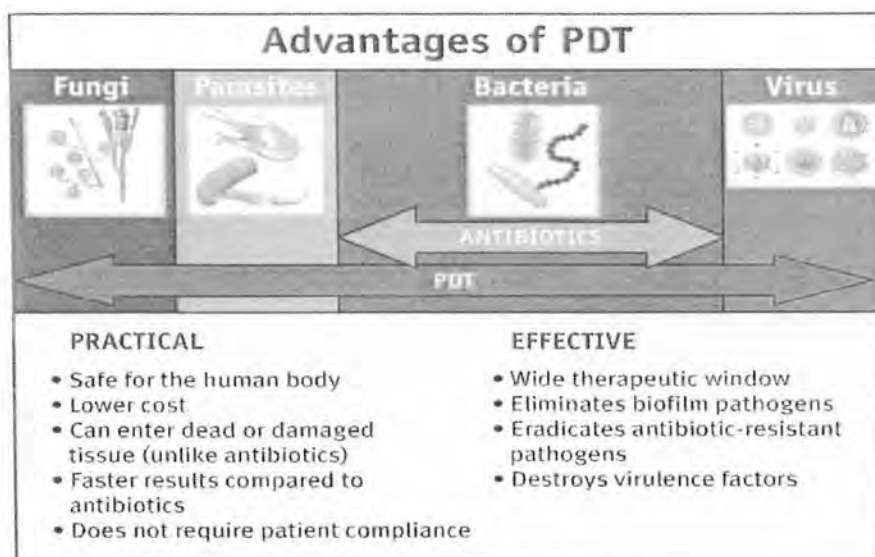 Advantages of PDT
Fungi
Parasites
Bacteria
Virus
ANTIBIOTICS
PDT
PRACTICAL
• Safe for the human body
• Lower cost
• Can enter dead or damaged
tissue (unlike antibiotics)
• Faster results compared to
antibiotics
• Does not require patient compliance
EFFECTIVE
• Wide therapeutic window
• Eliminates biofilm pathogens
• Eradicates antibiotic-resistant
pathogens
• Destroys virulence factors